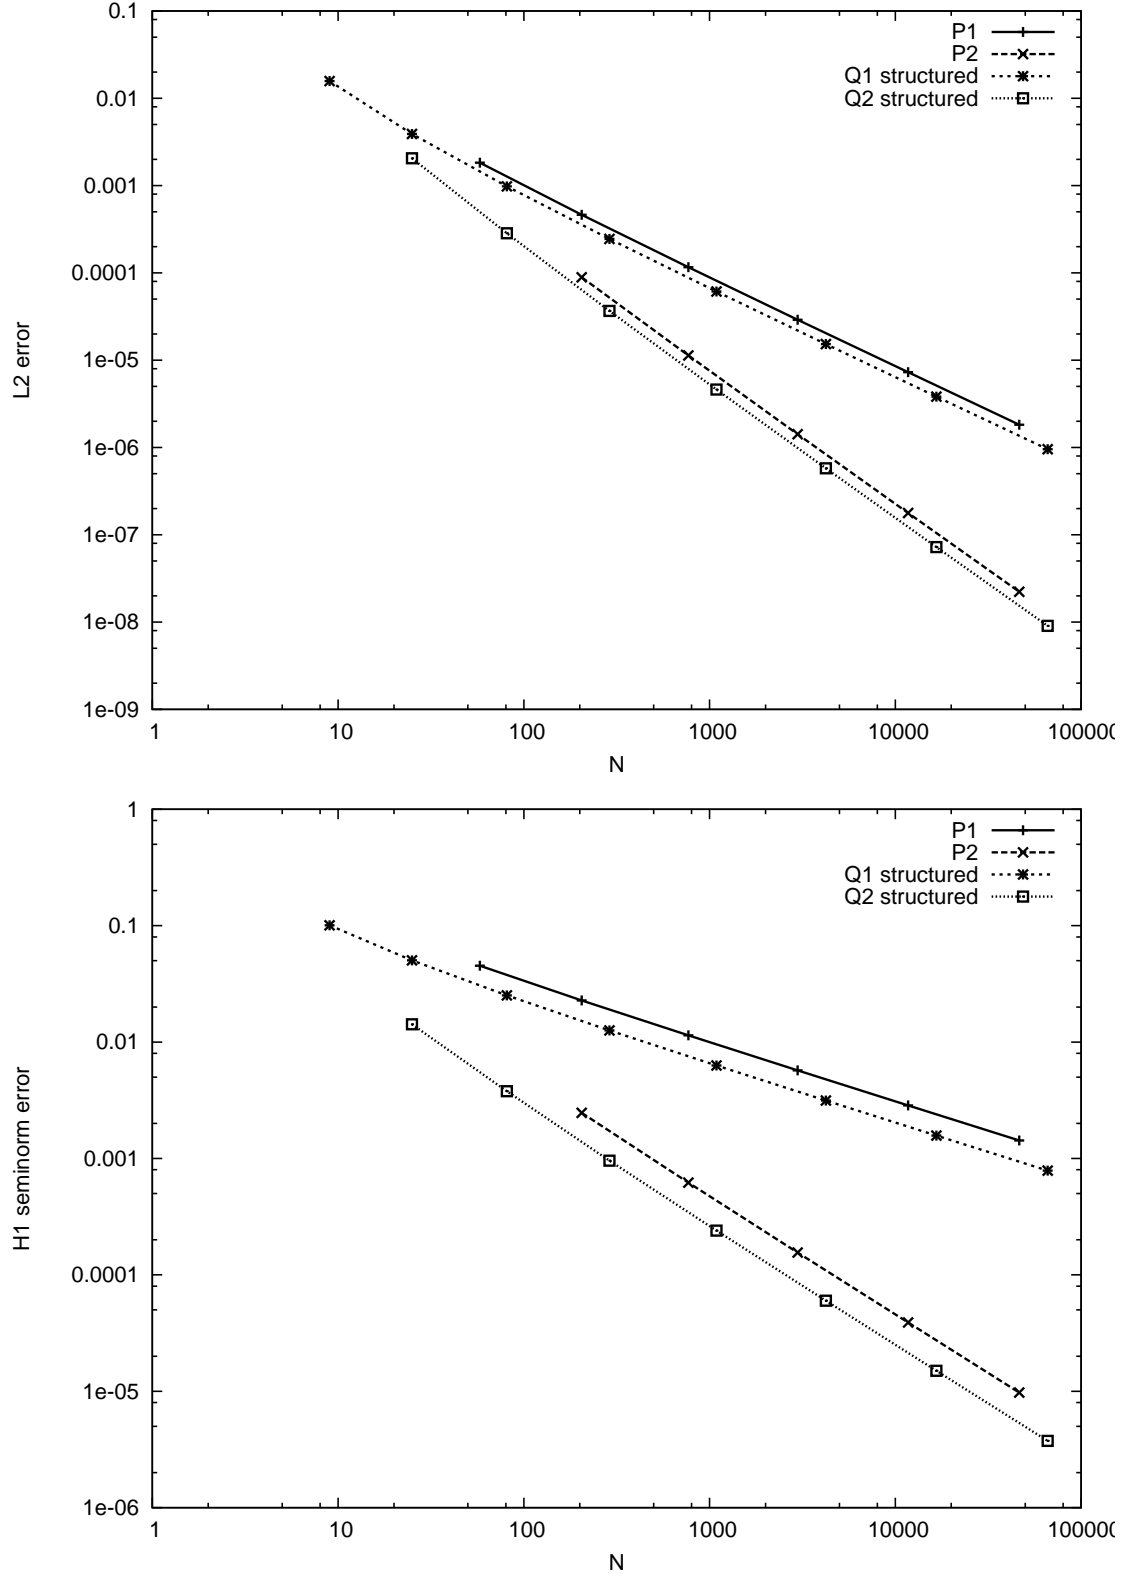 0.1
0.01
0.001
0.0001
1e-05
1e-06
1e-07
1e-08
1e-09
L2 error
P1
P2
Q1 structured
Q2 structured
1 10 100 1000 10000 100000
N
1
0.1
0.01
0.001
0.0001
1e-05
1e-06
H1 seminorm error
P1
P2
Q1 structured
Q2 structured
1 10 100 1000 10000 100000
N